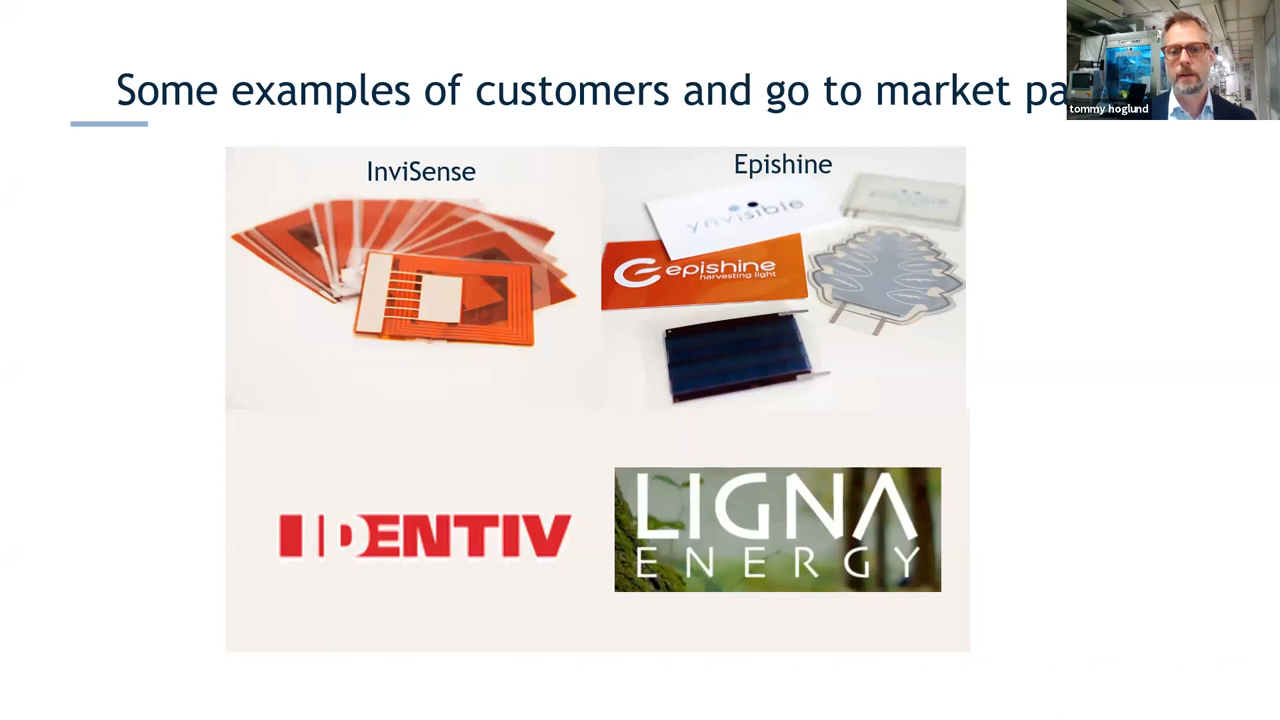 Some examples of customers and go to market pa
tommy hoglund
InviSense
Epishine
ynvisible
epishine
harvesting light
IDENTIV
LIGNA
ENERGY